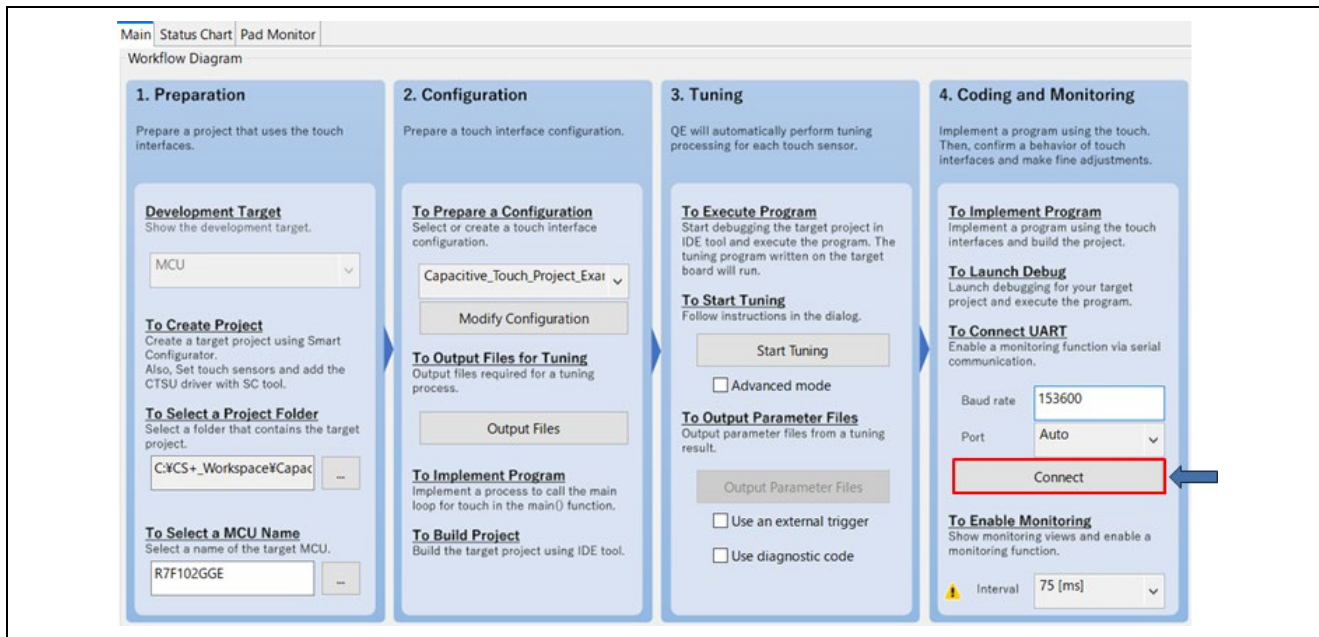 Main Status Chart Pad Monitor
Workflow Diagram
1. Preparation
Prepare a project that uses the touch
interfaces.
Development Target
Show the development target.
MCU
To Create Project
Create a target project using Smart
Configurator.
Also, Set touch sensors and add the
CTSU driver with SC tool.
To Select a Project Folder
Select a folder that contains the target
project.
C:¥CS+_Workspace¥Capac
...
To Select a MCU Name
Select a name of the target MCU.
R7F102GGE
...
2. Configuration
Prepare a touch interface configuration.
To Prepare a Configuration
Select or create a touch interface
configuration.
Capacitive_Touch_Project_Exar
Modify Configuration
To Output Files for Tuning
Output files required for a tuning
process.
Output Files
To Implement Program
Implement a process to call the main
loop for touch in the main() function.
To Build Project
Build the target project using IDE tool.
3. Tuning
QE will automatically perform tuning
processing for each touch sensor.
To Execute Program
Start debugging the target project in
IDE tool and execute the program. The
tuning program written on the target
board will run.
To Start Tuning
Follow instructions in the dialog.
Start Tuning
Advanced mode
To Output Parameter Files
Output parameter files from a tuning
result.
Output Parameter Files
Use an external trigger
Use diagnostic code
4. Coding and Monitoring
Implement a program using the touch.
Then, confirm a behavior of touch
interfaces and make fine adjustments.
To Implement Program
Implement a program using the touch
interfaces and build the project.
To Launch Debug
Launch debugging for your target
project and execute the program.
To Connect UART
Enable a monitoring function via serial
communication.
Baud rate 153600
Port Auto
Connect
To Enable Monitoring
Show monitoring views and enable a
monitoring function.
Interval 75 [ms]